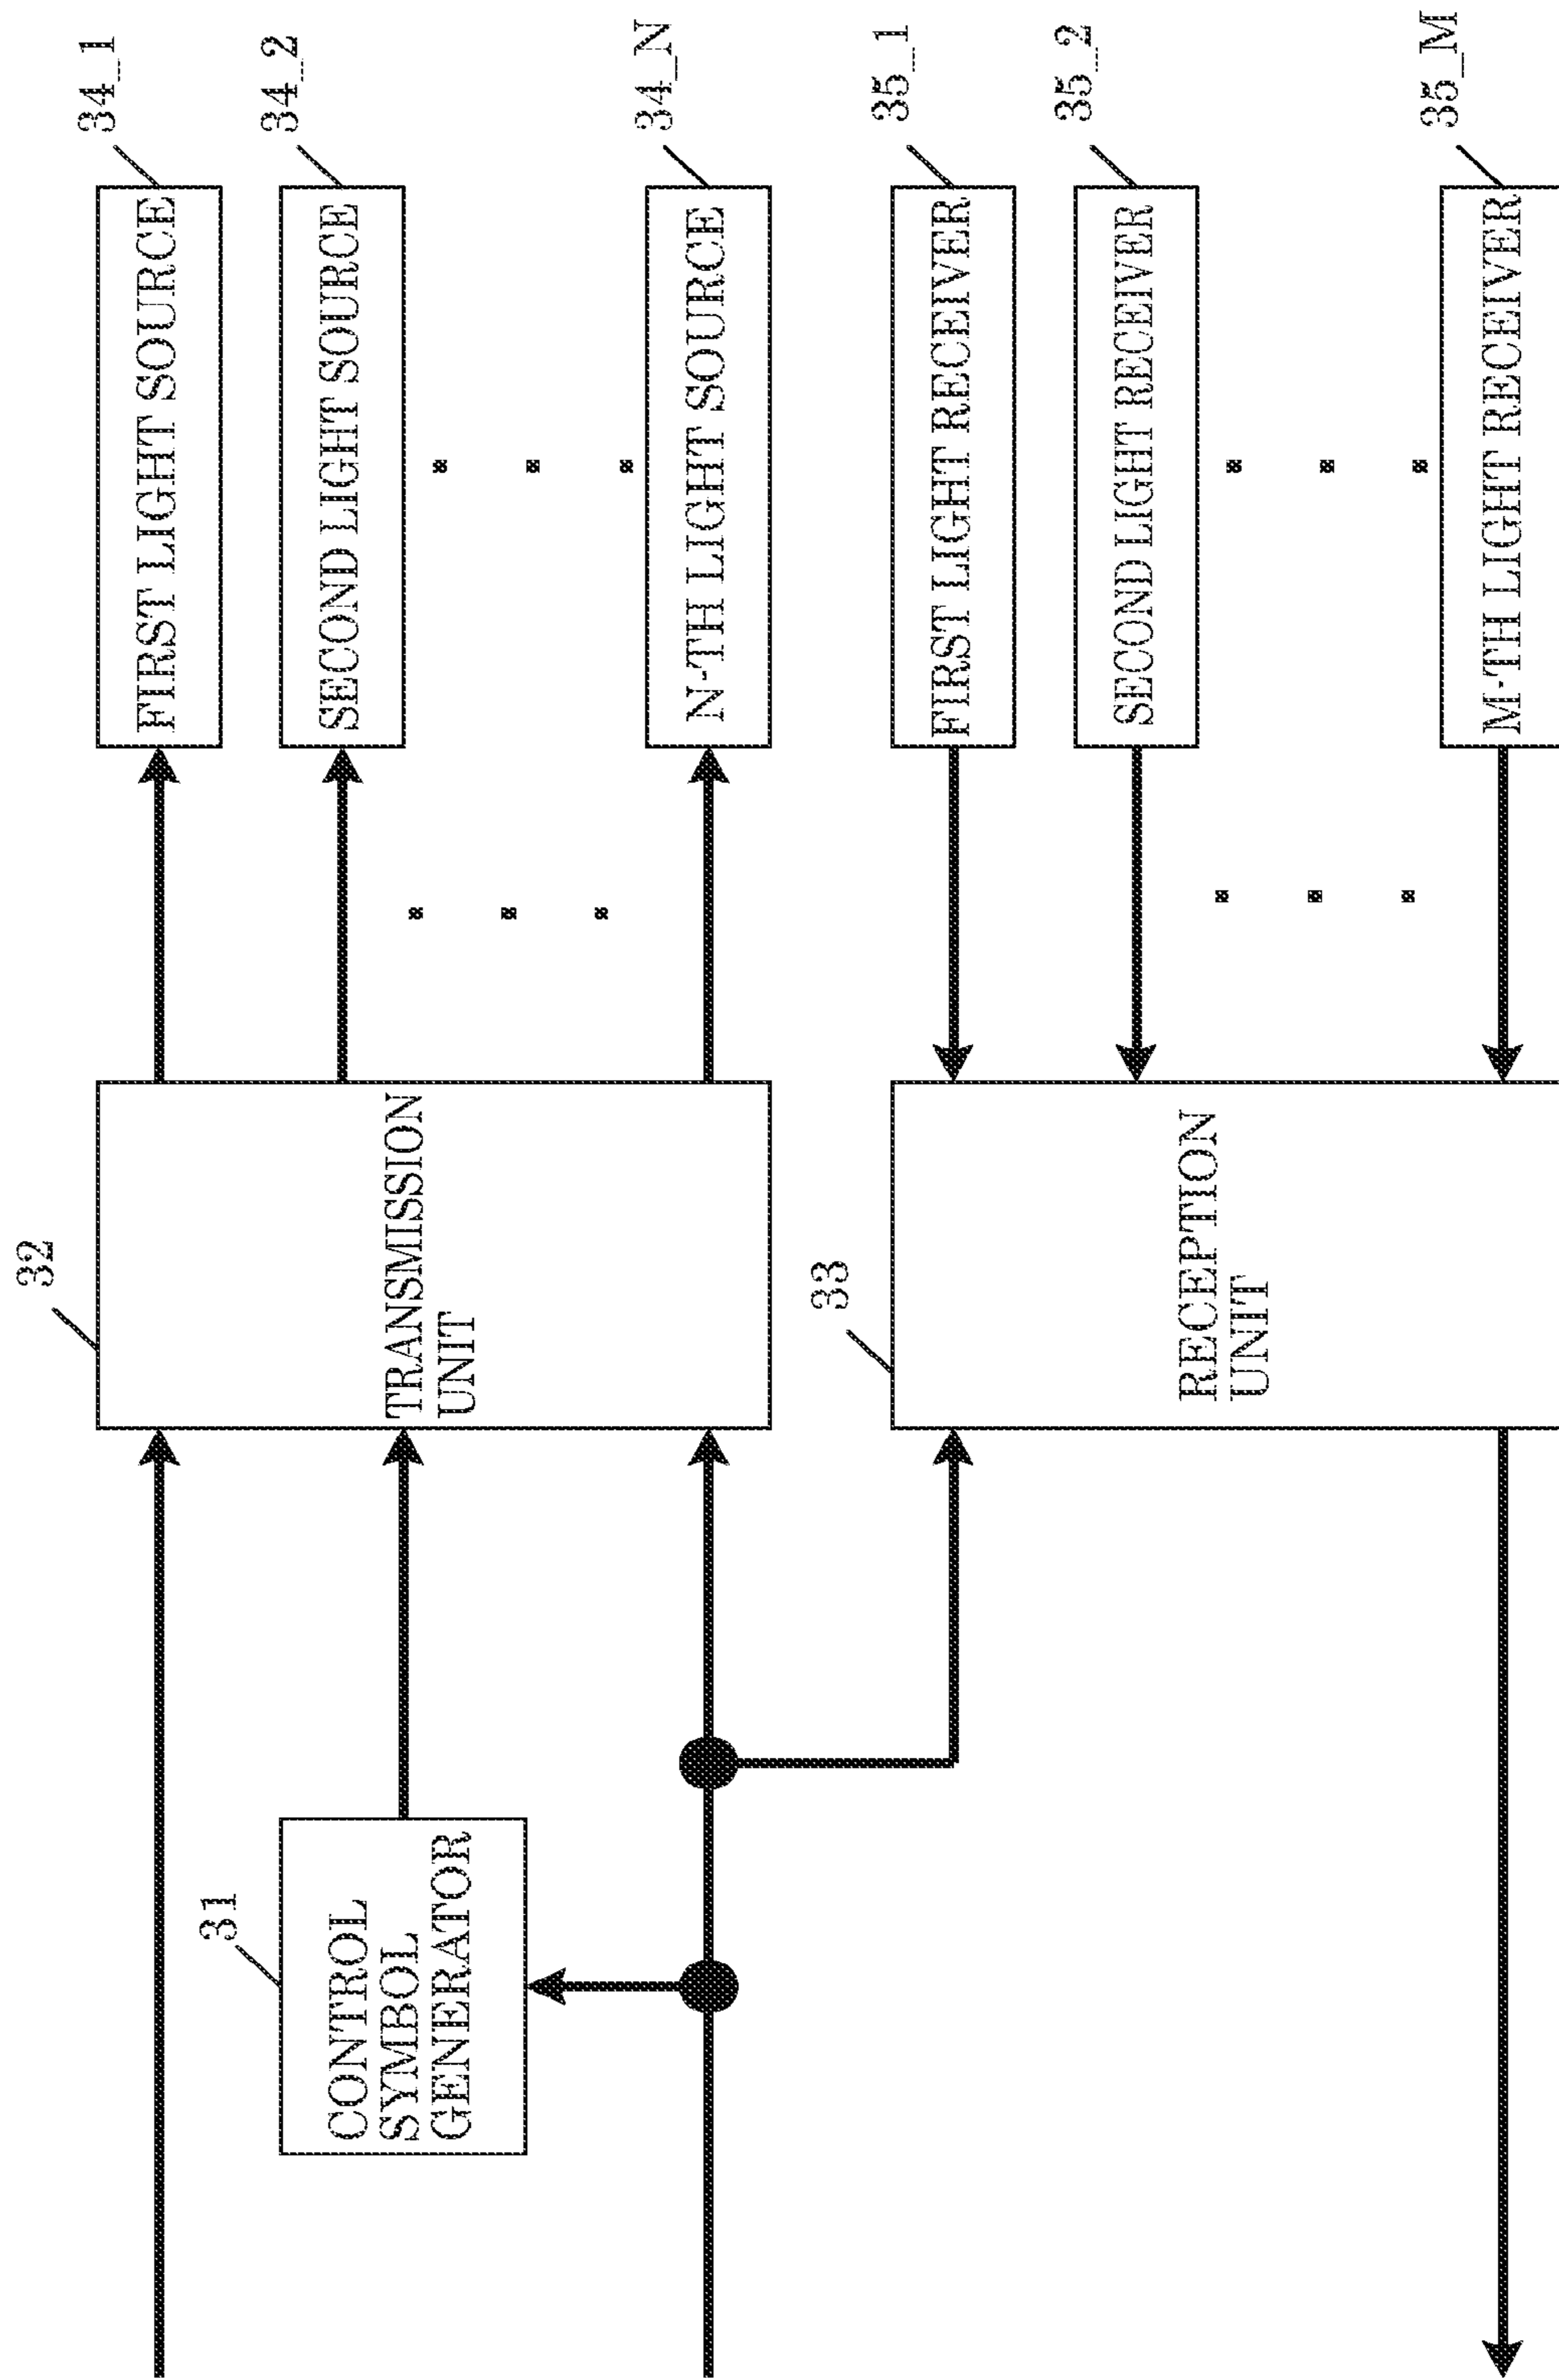 31
CONTROL
SYMBOL
GENERATOR
32
TRANSMISSION
UNIT
33
RECEPTION
UNIT
FIRST LIGHT SOURCE
34_1
SECOND LIGHT SOURCE
34_2
N-TH LIGHT SOURCE
34_N
FIRST LIGHT RECEIVER
35_1
SECOND LIGHT RECEIVER
35_2
M-TH LIGHT RECEIVER
35_M